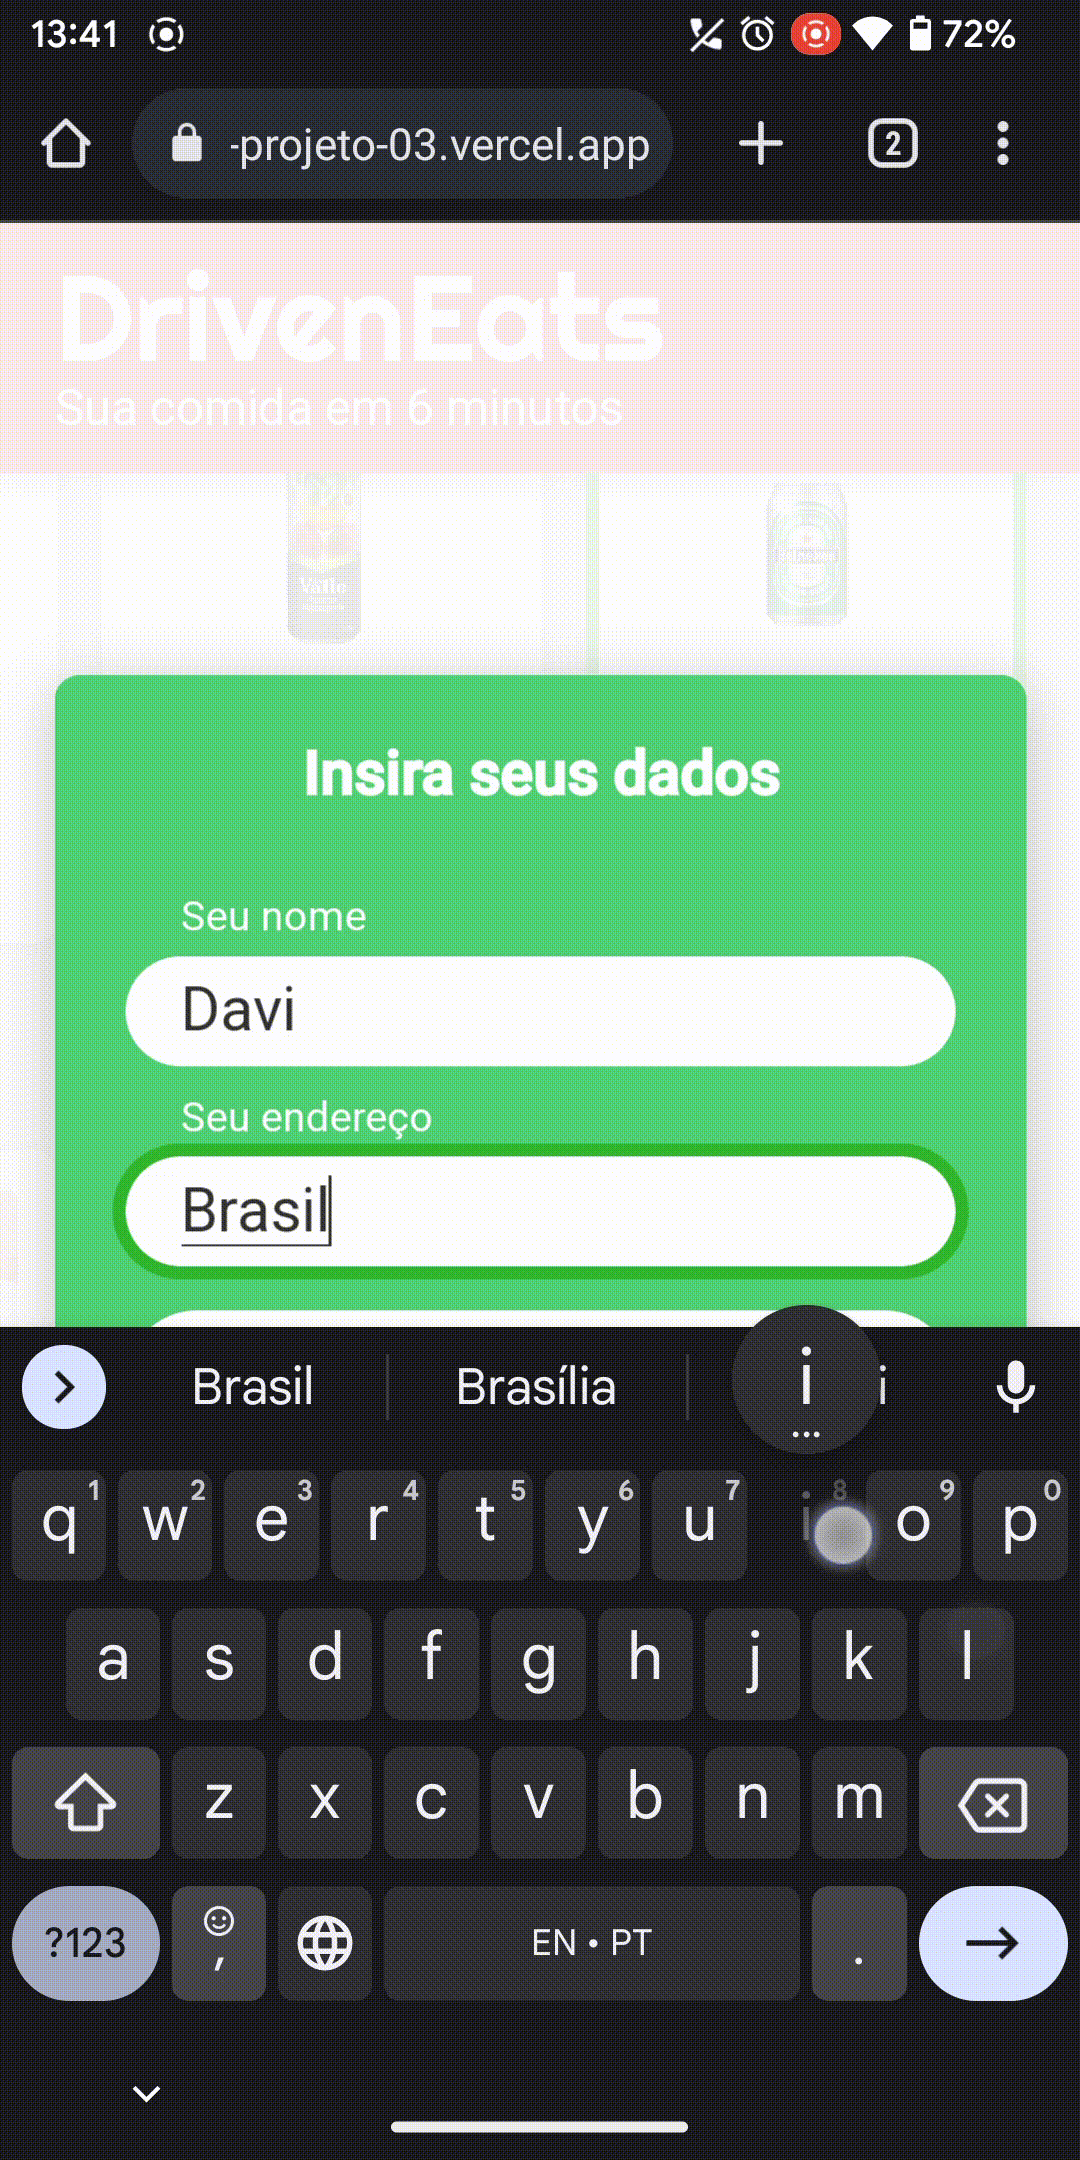 13:41 72%
-projeto-03.vercel.app 2
DrivenEats
Sua comida em 6 minutos
Insira seus dados
Seu nome
Davi
Seu endereço
Brasil
Brasil Brasília i i
...
1 2 3 4 5 6 7 8 9 0
q w e r t y u i o p
a s d f g h j k l
z x c v b n m
?123 , EN • PT .